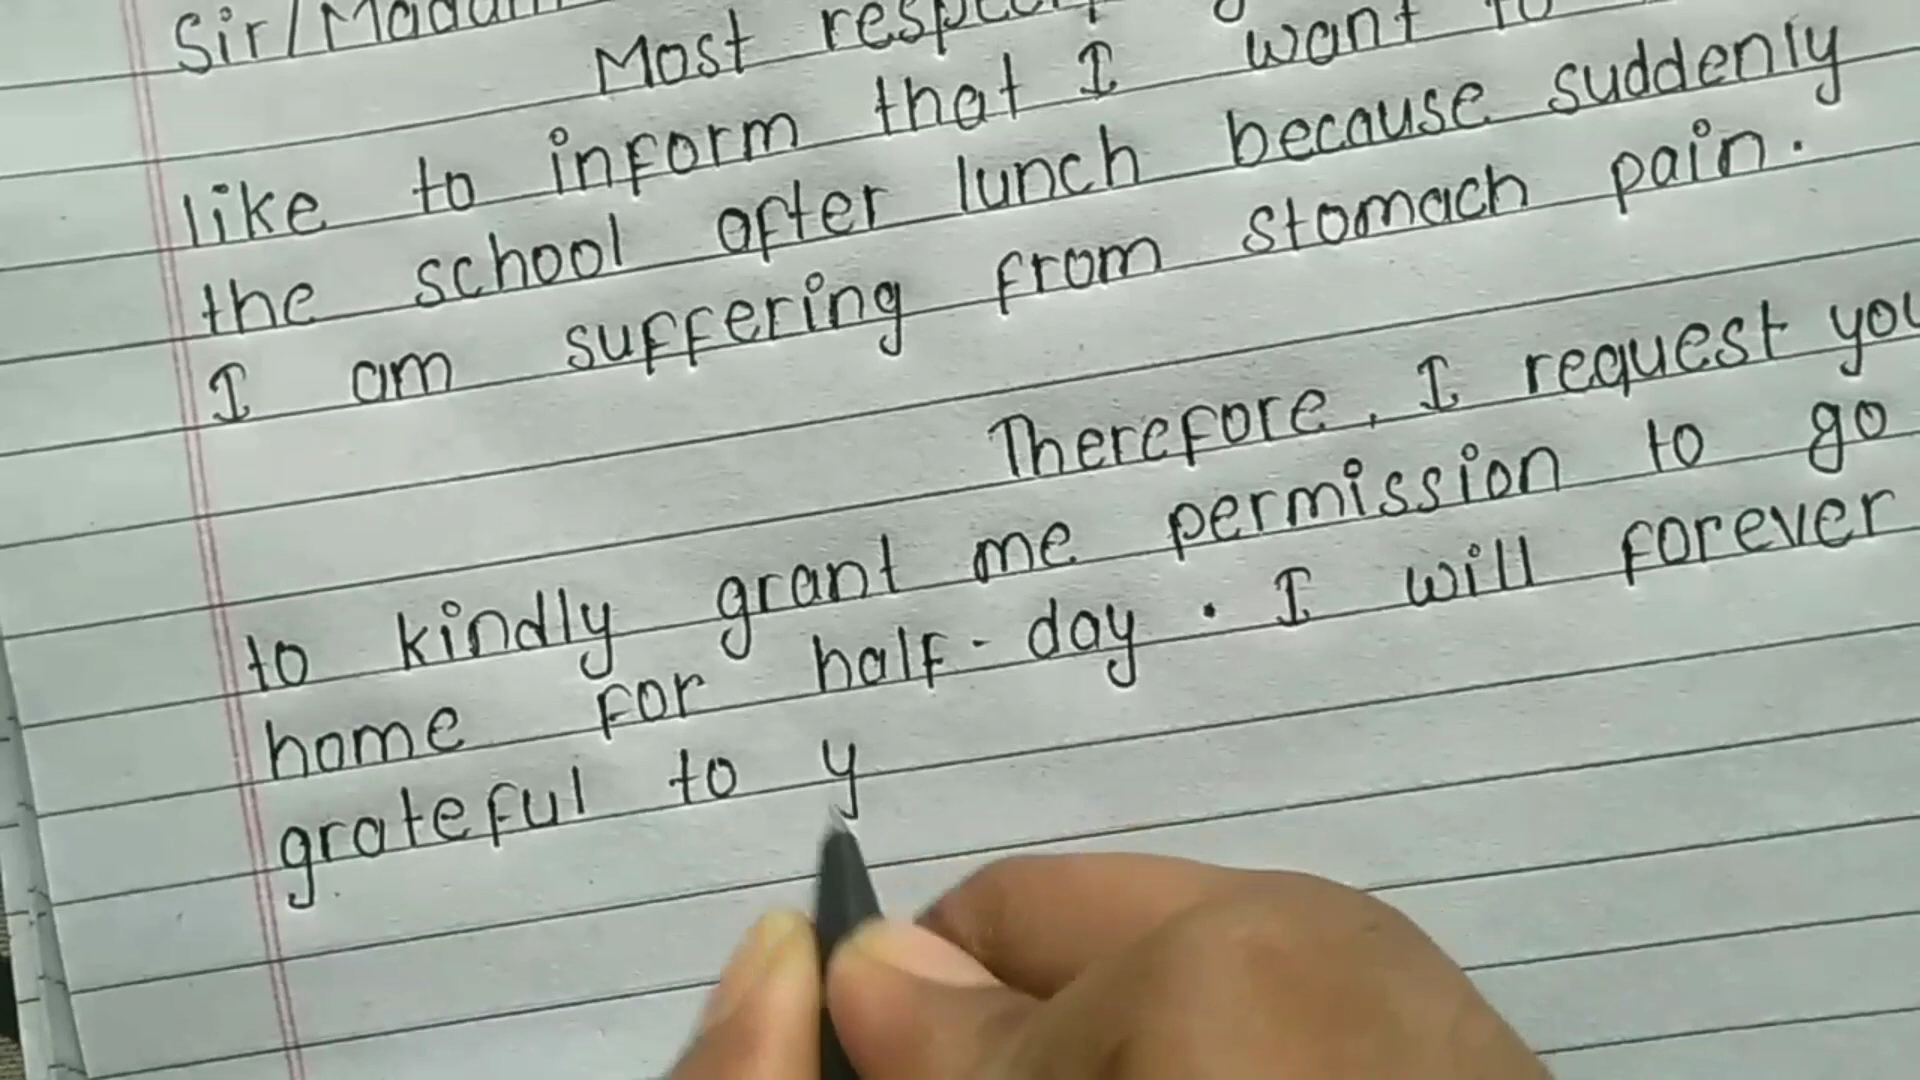 Sir/Madam
Most
like to inform that I want to
the school after lunch because suddenly
I am suffering from stomach pain.
Therefore, I request you
to kindly grant me permission to go
home for half-day. I will forever
grateful to y